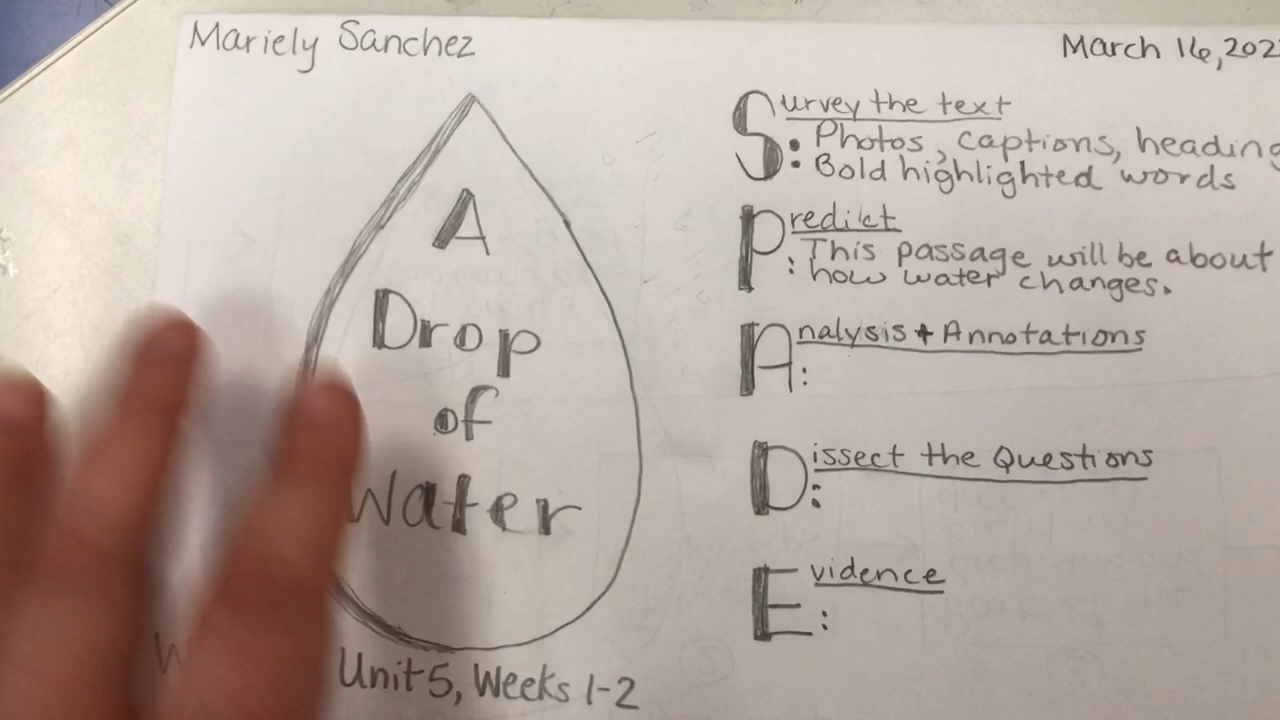 Mariely Sanchez
March 16, 202
A
Drop
of
Water
Unit 5, Weeks 1-2
Survey the text
: Photos, captions, heading
Bold highlighted words
Predict
: This passage will be about
how water changes.
Analysis + Annotations
:
Dissect the Questions
:
Evidence
: